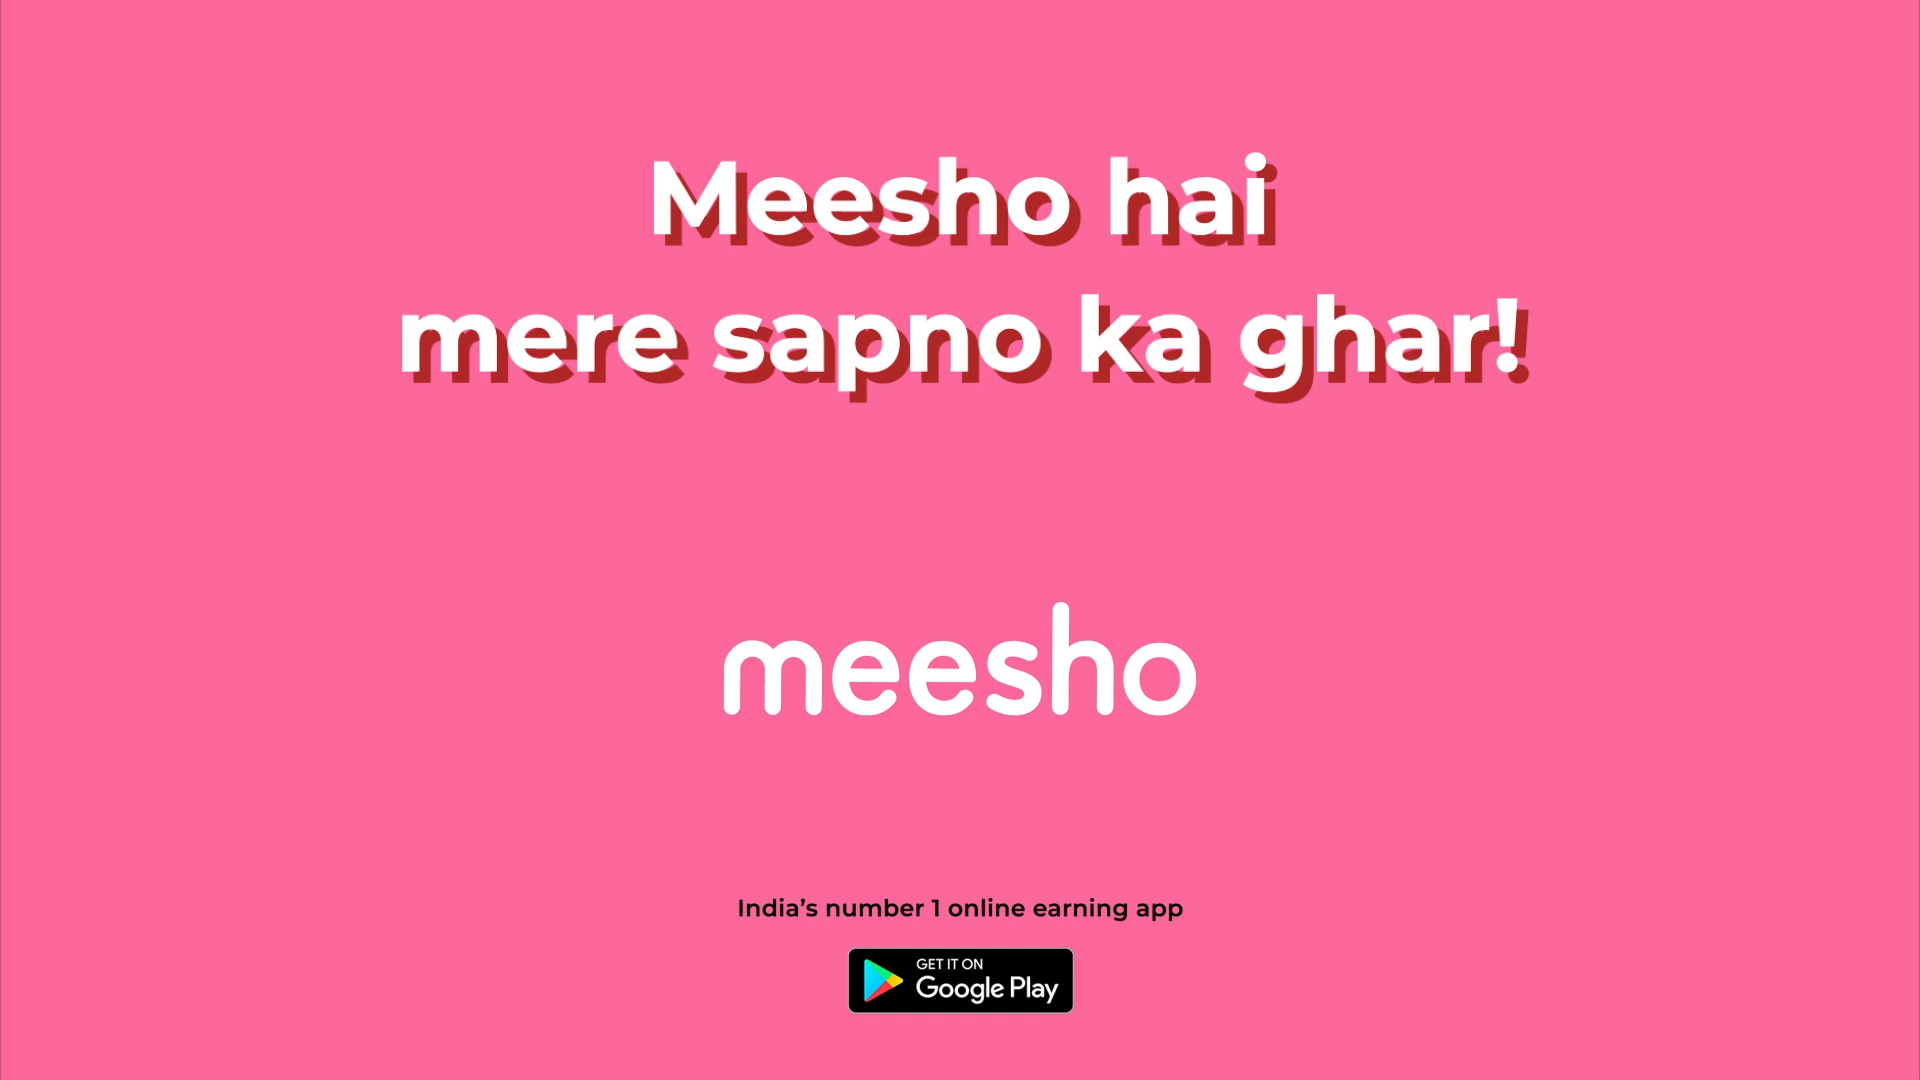 Meesho hai
mere sapno ka ghar!
meesho
India’s number 1 online earning app
GET IT ON
Google Play